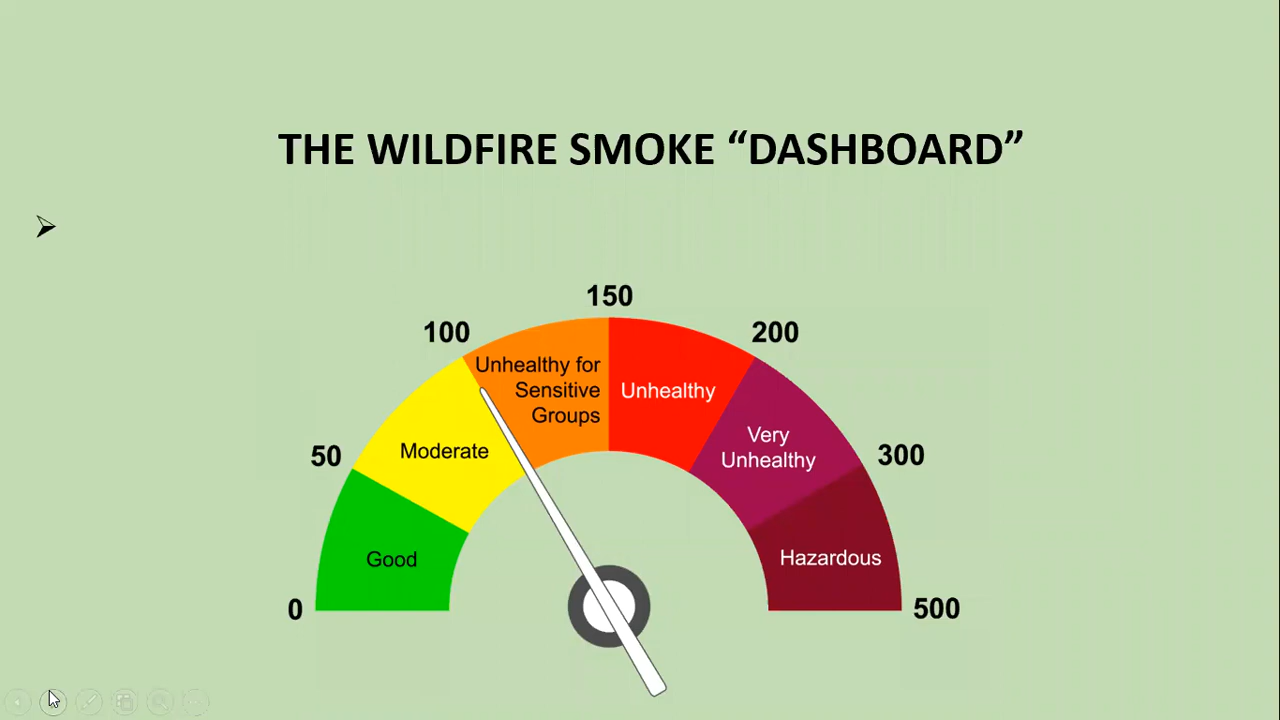 THE WILDFIRE SMOKE “DASHBOARD”
150
100
200
Unhealthy for
Sensitive
Groups
Unhealthy
Moderate
Very
Unhealthy
50
300
Good
Hazardous
0
500